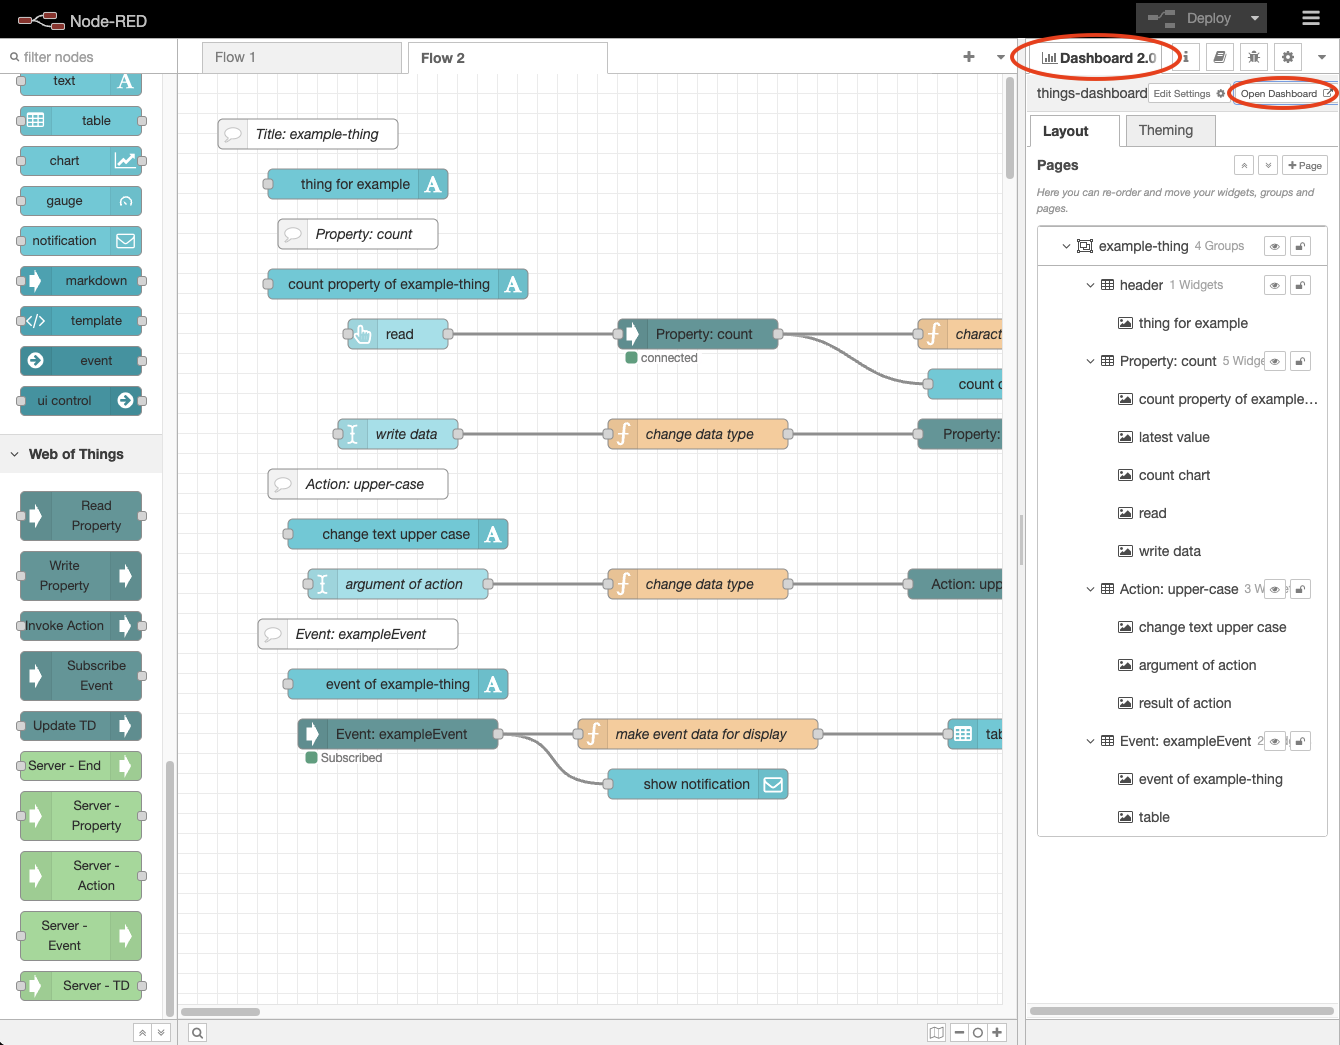 Node-RED
Deploy
filter nodes
Flow 1
Flow 2
Dashboard 2.0
i
things-dashboard
Edit Settings
Open Dashboard
Layout
Theming
Pages
Page
Here you can re-order and move your widgets, groups and
pages.
example-thing 4 Groups
header 1 Widgets
thing for example
Property: count 5
count property of example...
latest value
count chart
read
write data
Action: upper-case 3
change text upper case
argument of action
result of action
Event: exampleEvent 2
event of example-thing
table
text
table
chart
gauge
notification
markdown
template
event
ui control
Web of Things
Read
Property
Write
Property
Invoke Action
Subscribe
Event
Update TD
Server - End
Server -
Property
Server -
Action
Server -
Event
Server - TD
Title: example-thing
thing for example
Property: count
count property of example-thing
read
Property: count
connected
count
write data
change data type
Property:
Action: upper-case
change text upper case
argument of action
change data type
Action:
Event: exampleEvent
event of example-thing
Event: exampleEvent
Subscribed
make event data for display
show notification